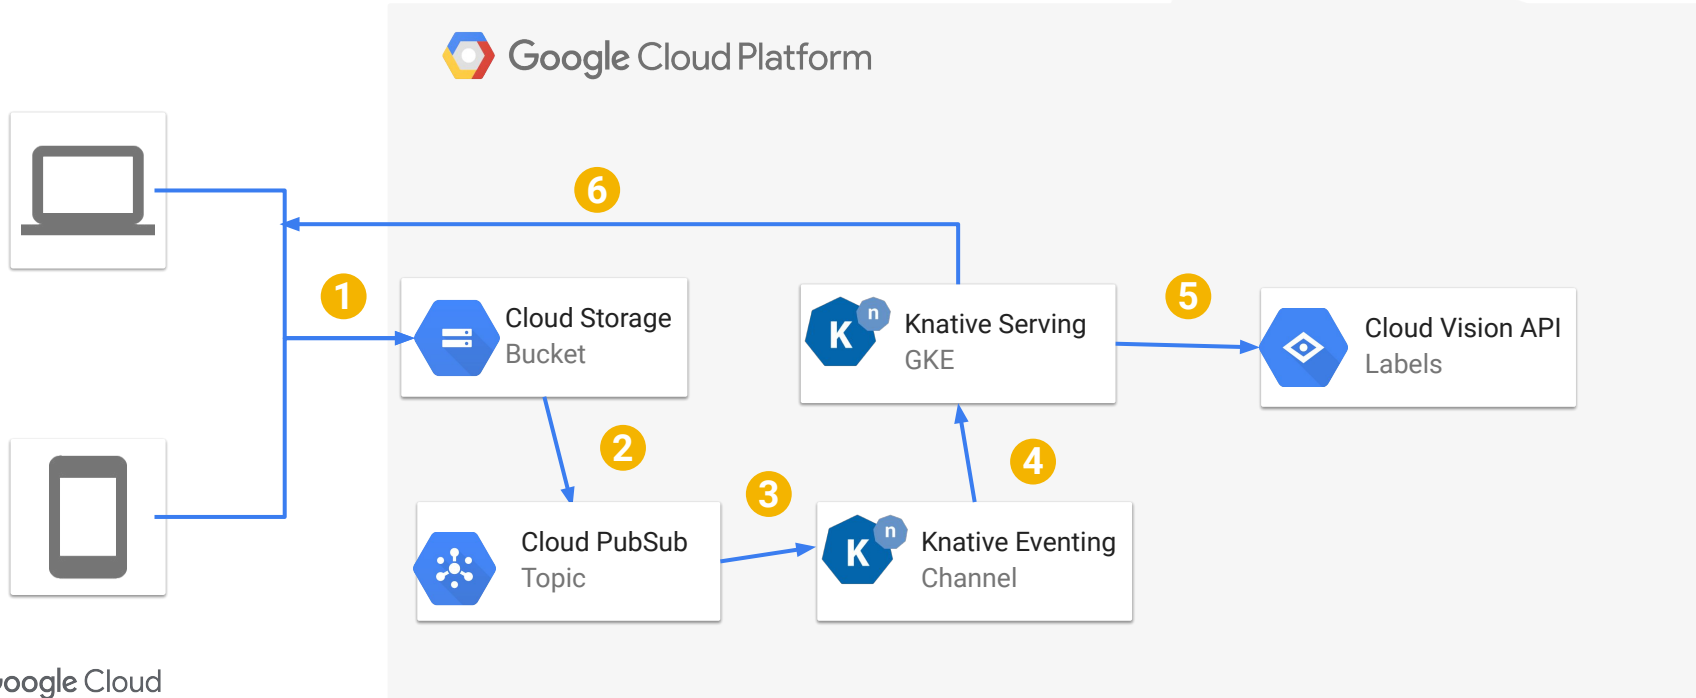 Google Cloud Platform
6
1
Cloud Storage
Bucket
K n
Knative Serving
GKE
5
Cloud Vision API
Labels
2
3
4
Cloud PubSub
Topic
K n
Knative Eventing
Channel
oogle Cloud